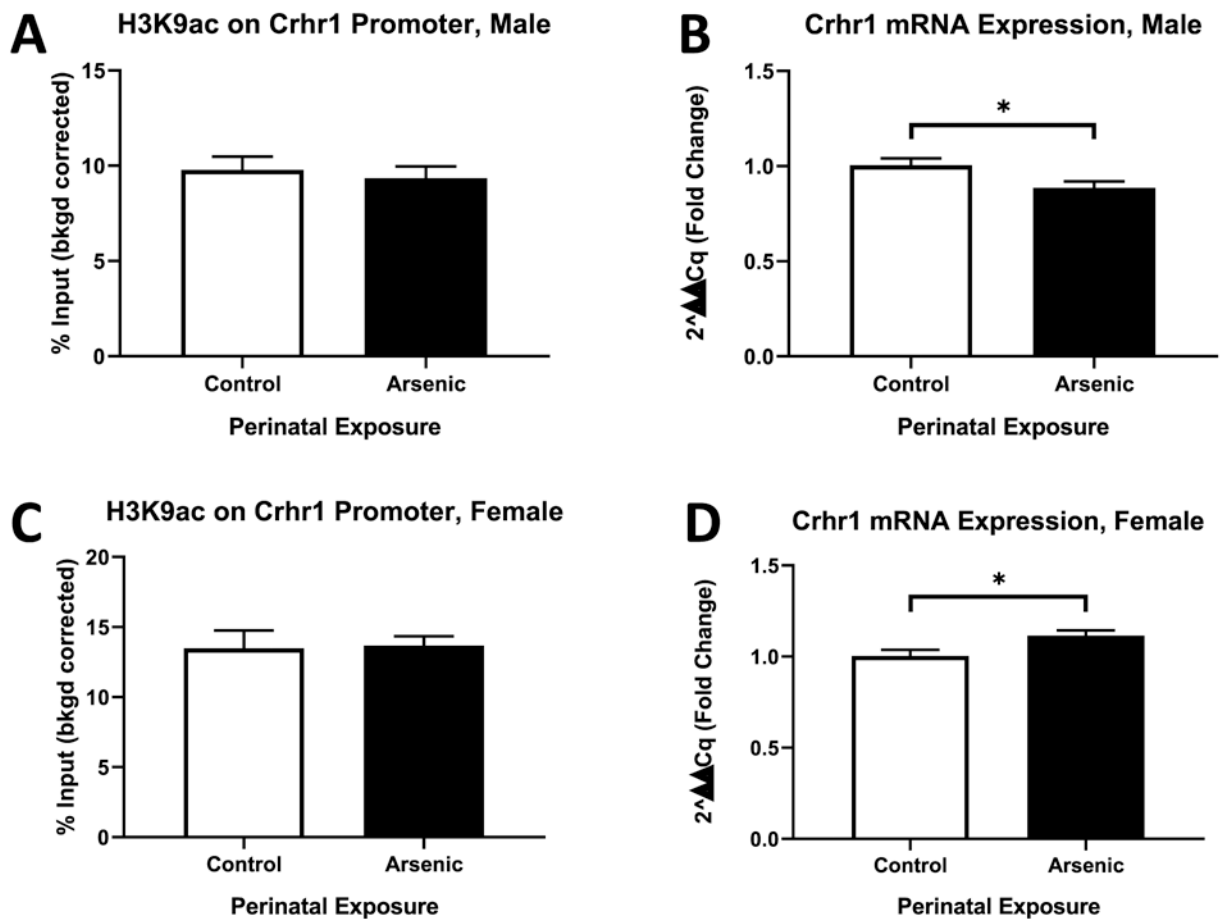 A
H3K9ac on Crhr1 Promoter, Male
% Input (bkgd corrected)
15
10
5
0
Control
Arsenic
Perinatal Exposure
B
Crhr1 mRNA Expression, Male
2^▲▲Cq (Fold Change)
1.5
1.0
0.5
0.0
*
Control
Arsenic
Perinatal Exposure
C
H3K9ac on Crhr1 Promoter, Female
% Input (bkgd corrected)
20
15
10
5
0
Control
Arsenic
Perinatal Exposure
D
Crhr1 mRNA Expression, Female
2^▲▲Cq (Fold Change)
1.5
1.0
0.5
0.0
*
Control
Arsenic
Perinatal Exposure